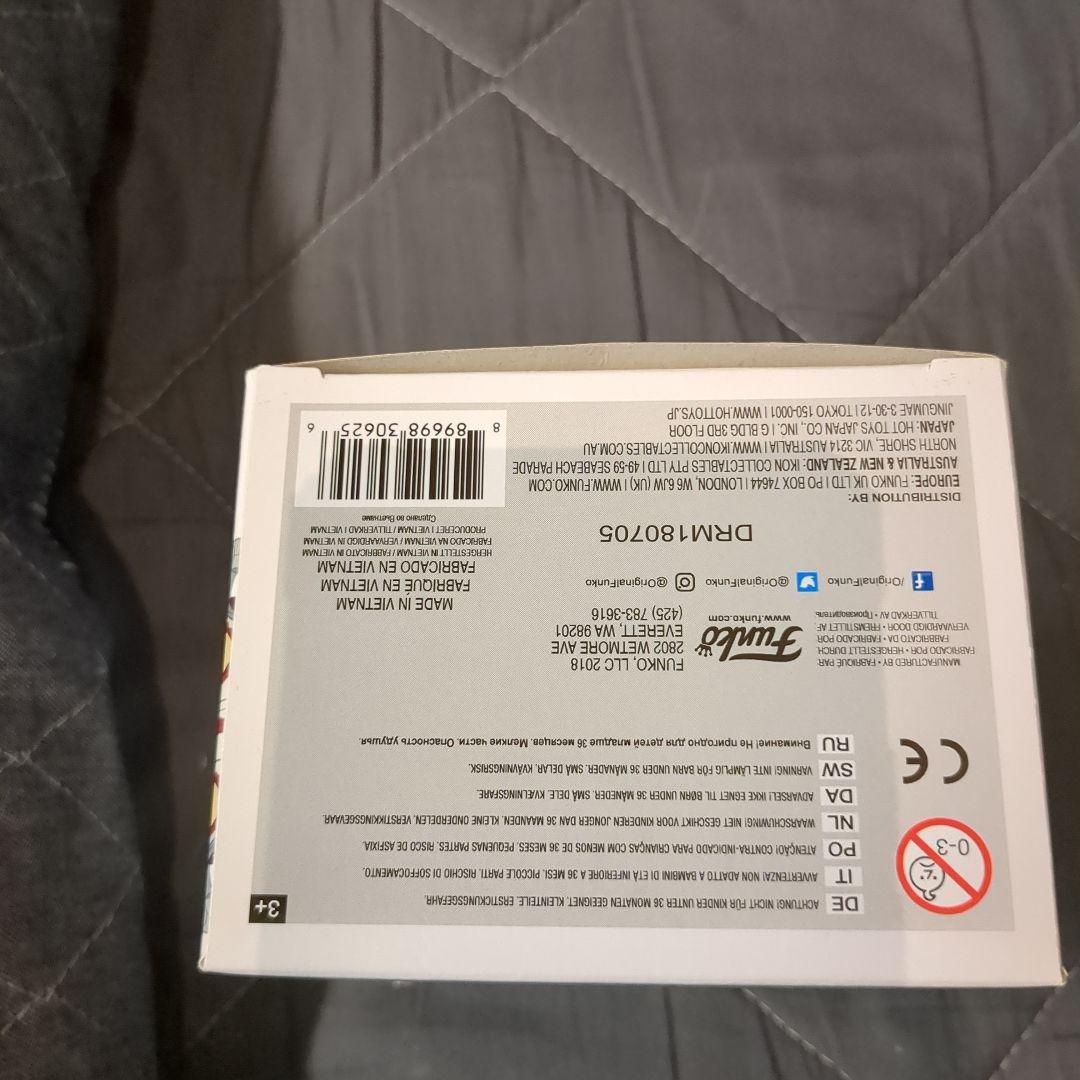 DE ACHTUNG! NICHT FÜR KINDER UNTER 36 MONATEN GEEIGNET. KLEINTEILE. ERSTICKUNGSGEFAHR.
3+
IT AVVERTENZA! NON ADATTO A BAMBINI DI ETÀ INFERIORE A 36 MESI. PICCOLE PARTI. RISCHIO DI SOFFOCAMENTO.
PO ATENÇÃO! CONTRA-INDICADO PARA CRIANÇAS COM MENOS DE 36 MESES. PEQUENAS PARTES. RISCO DE ASFIXIA.
NL WAARSCHUWING! NIET GESCHIKT VOOR KINDEREN JONGER DAN 36 MAANDEN. KLEINE ONDERDELEN. VERSTIKKINGSGEVAAR.
DA ADVARSEL! IKKE EGNET TIL BØRN UNDER 36 MÅNEDER. SMÅ DELE. KVÆLNINGSFARE.
SW VARNING! INTE LÄMPLIG FÖR BARN UNDER 36 MÅNADER. SMÅ DELAR. KVÄVNINGSRISK.
RU Внимание! Не пригодно для детей младше 36 месяцев. Мелкие части. Опасность удушья.
0-3
CE
MANUFACTURED BY • FABRIQUÉ PAR
FABRICADO POR • HERGESTELLT DURCH
FABBRICATO DA • FABRICADO POR
VERVAARDIGD DOOR • FREMSTILLET AF:
TILLVERKAD AV • Производитель
Funko
www.funko.com
FUNKO, LLC 2018
2802 WETMORE AVE
EVERETT, WA 98201
(425) 783-3616
/OriginalFunko @OriginalFunko @OriginalFunko
DRM180705
MADE IN VIETNAM
FABRIQUÉ EN VIETNAM
FABRICADO EN VIETNAM
HERGESTELLT IN VIETNAM / FABBRICATO IN VIETNAM
FABRICADO NA VIETNAM / VERVAARDIGD IN VIETNAM
PRODUCERET I VIETNAM / TILLVERKAD I VIETNAM
Сделано во Вьетнаме
DISTRIBUTION BY:
EUROPE: FUNKO UK LTD | PO BOX 74644 | LONDON, W6 6JW (UK) | WWW.FUNKO.COM
AUSTRALIA & NEW ZEALAND: IKON COLLECTABLES PTY LTD | 49-59 SEABEACH PARADE
NORTH SHORE, VIC 3214 AUSTRALIA | WWW.IKONCOLLECTABLES.COM.AU
JAPAN: HOT TOYS JAPAN CO., INC. | G BLDG 3RD FLOOR
JINGUMAE 3-30-12 | TOKYO 150-0001 | WWW.HOTTOYS.JP
8 89698 30625 6